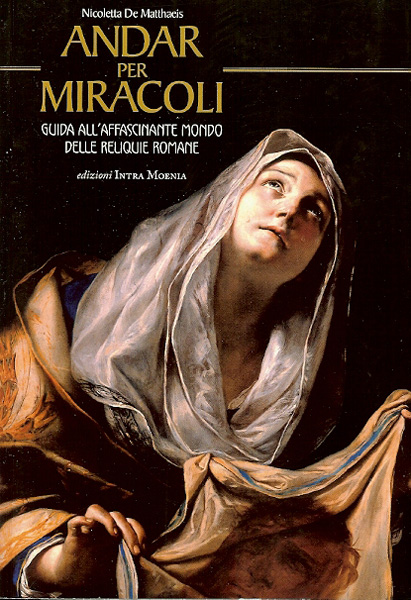 Nicoletta De Matthaeis
ANDAR
PER
MIRACOLI
GUIDA ALL'AFFASCINANTE MONDO
DELLE RELIQUIE ROMANE
edizioni INTRA MOENIA